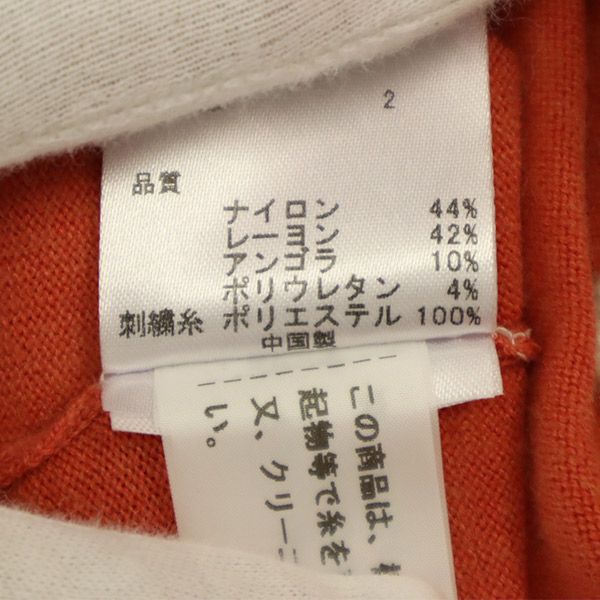 2
品質
ナイロン 44%
レーヨン 42%
アンゴラ 10%
ポリウレタン 4%
刺繍糸 ポリエステル 100%
中国製
この商品は、
起物等で糸を
又、クリーニ
い。